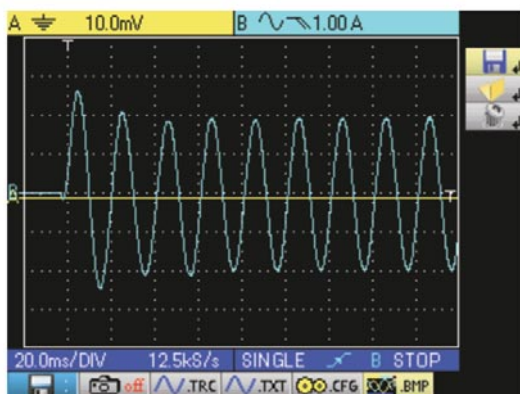 A 10.0mV B 1.00 A
T
B
A
T
20.0ms/DIV 12.5kS/s SINGLE B STOP
: off .TRC .TXT .CFG .BMP